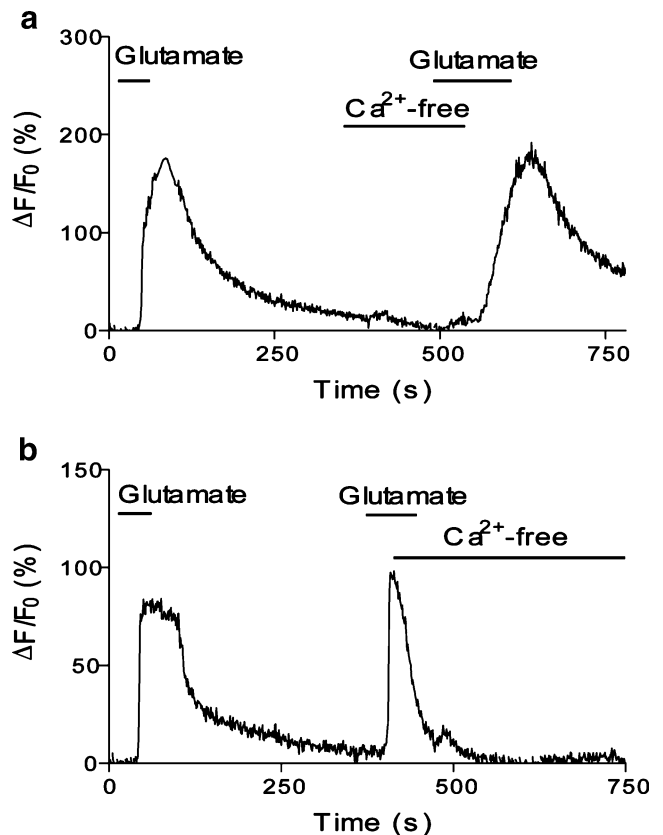 a
300
Glutamate
Glutamate
Ca²⁺-free
200
ΔF/F₀ (%)
100
0
0
250
500
750
Time (s)
b
150
Glutamate
Glutamate
Ca²⁺-free
100
ΔF/F₀ (%)
50
0
0
250
500
750
Time (s)